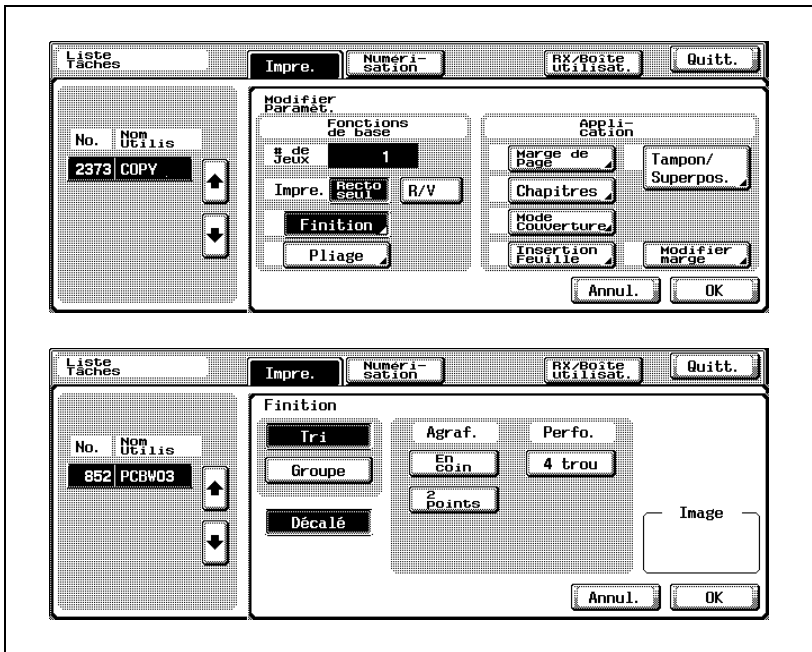 Liste
Tâches
Impre.
Numéri-
sation
RX/Boîte
utilisat.
Quitt.
No.
Nom
Utilis
2373 COPY
Modifier
Paramèt.
Fonctions
de base
# de
Jeux
1
Impre.
Recto
seul
R/V
Finition
Pliage
Appli-
cation
Marge de
Page
Tampon/
Superpos.
Chapitres
Mode
Couverture
Insertion
Feuille
Modifier
marge
Annul.
OK
Liste
Tâches
Impre.
Numéri-
sation
RX/Boîte
utilisat.
Quitt.
No.
Nom
Utilis
852 PCBW03
Finition
Tri
Groupe
Décalé
Agraf.
En
coin
2
points
Perfo.
4 trou
Image
Annul.
OK